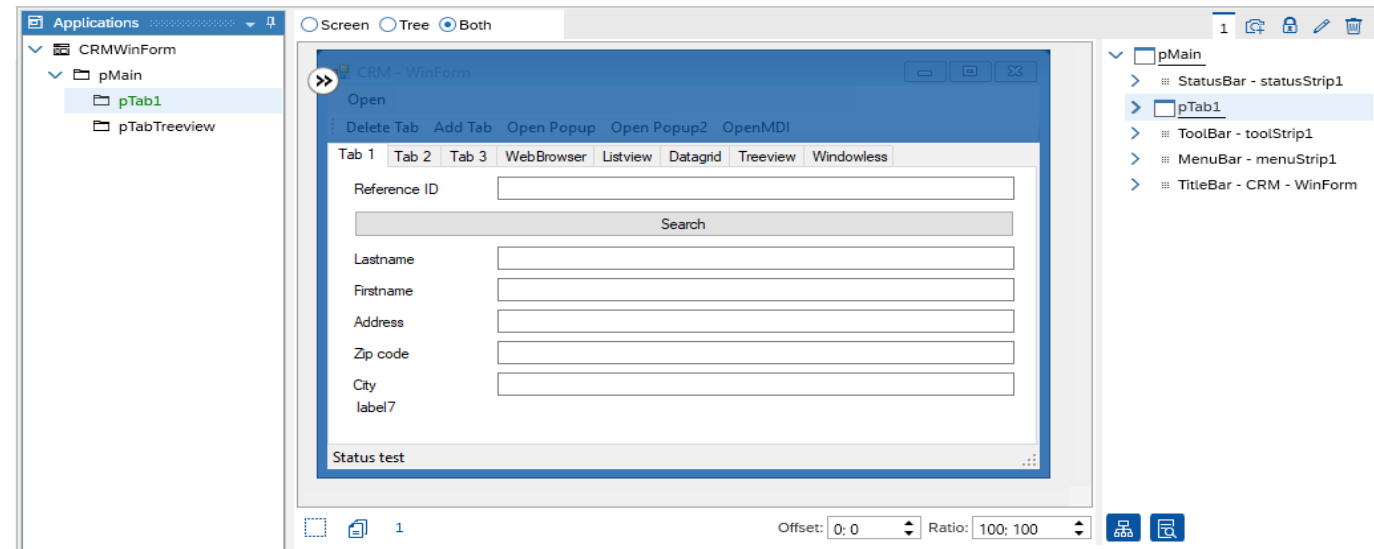 Applications
CRMWinForm
pMain
pTab1
pTabTreeview
Screen Tree Both
CRM - WinForm
Open
Delete Tab Add Tab Open Popup Open Popup2 OpenMDI
Tab 1 Tab 2 Tab 3 WebBrowser Listview Datagrid Treeview Windowless
Reference ID
Search
Lastname
Firstname
Address
Zip code
City
label7
Status test
1
Offset: 0; 0 Ratio: 100; 100
1
pMain
StatusBar - statusStrip1
pTab1
ToolBar - toolStrip1
MenuBar - menuStrip1
TitleBar - CRM - WinForm